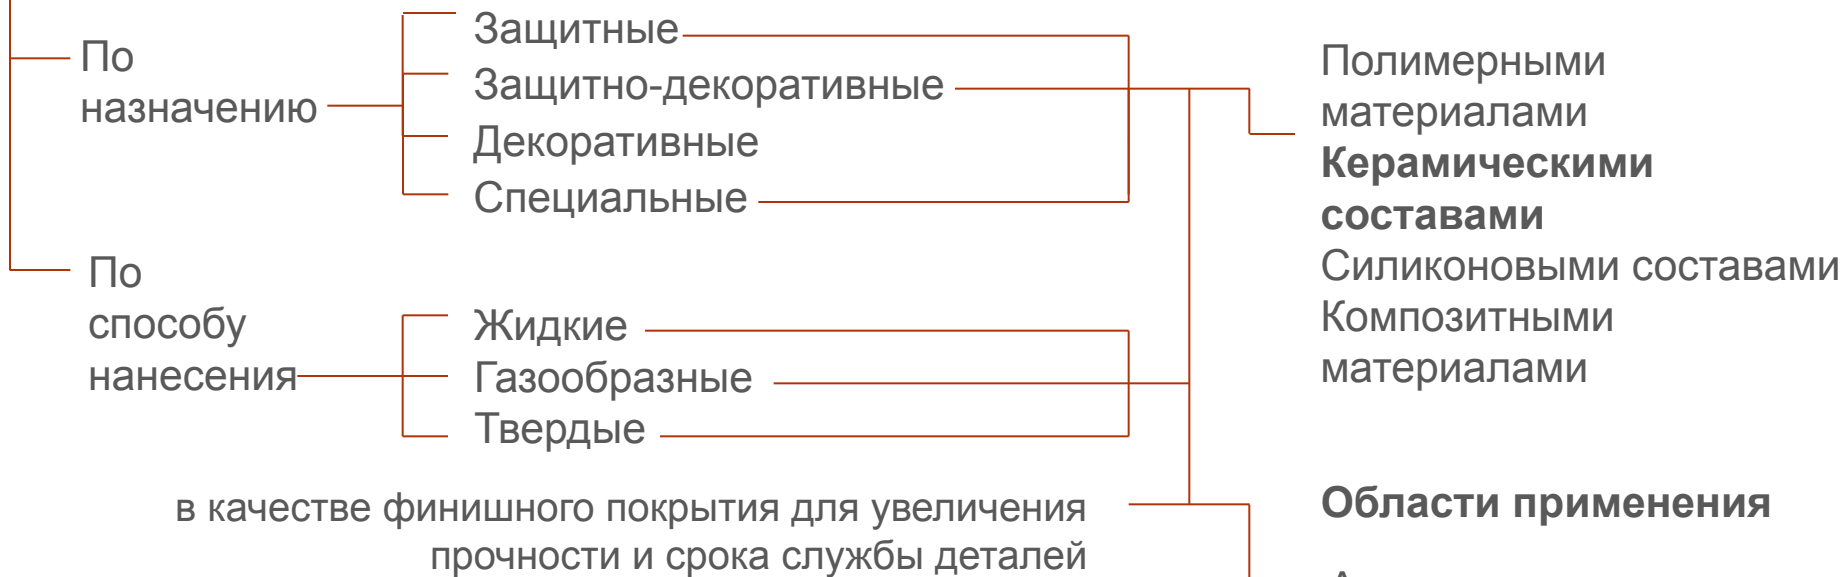 По
назначению
Защитные
Защитно-декоративные
Декоративные
Специальные
По
способу
нанесения
Жидкие
Газообразные
Твердые
в качестве финишного покрытия для увеличения
прочности и срока службы деталей
Полимерными
материалами
Керамическими
составами
Силиконовыми составами
Композитными
материалами
Области применения